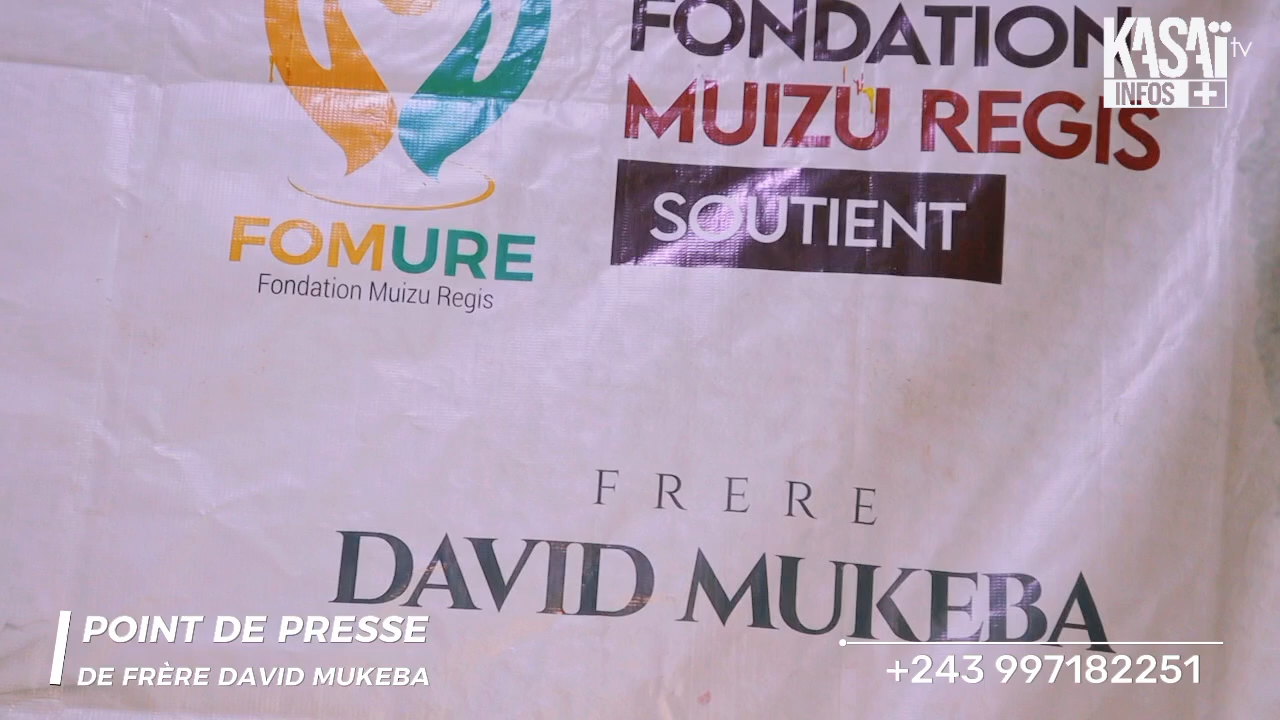 FONDATION
MUIZU REGIS
SOUTIENT
FOMURE
Fondation Muizu Regis
FRERE
DAVID MUKEBA
KASAÏ tv
INFOS +
POINT DE PRESSE
DE FRÈRE DAVID MUKEBA
+243 997182251